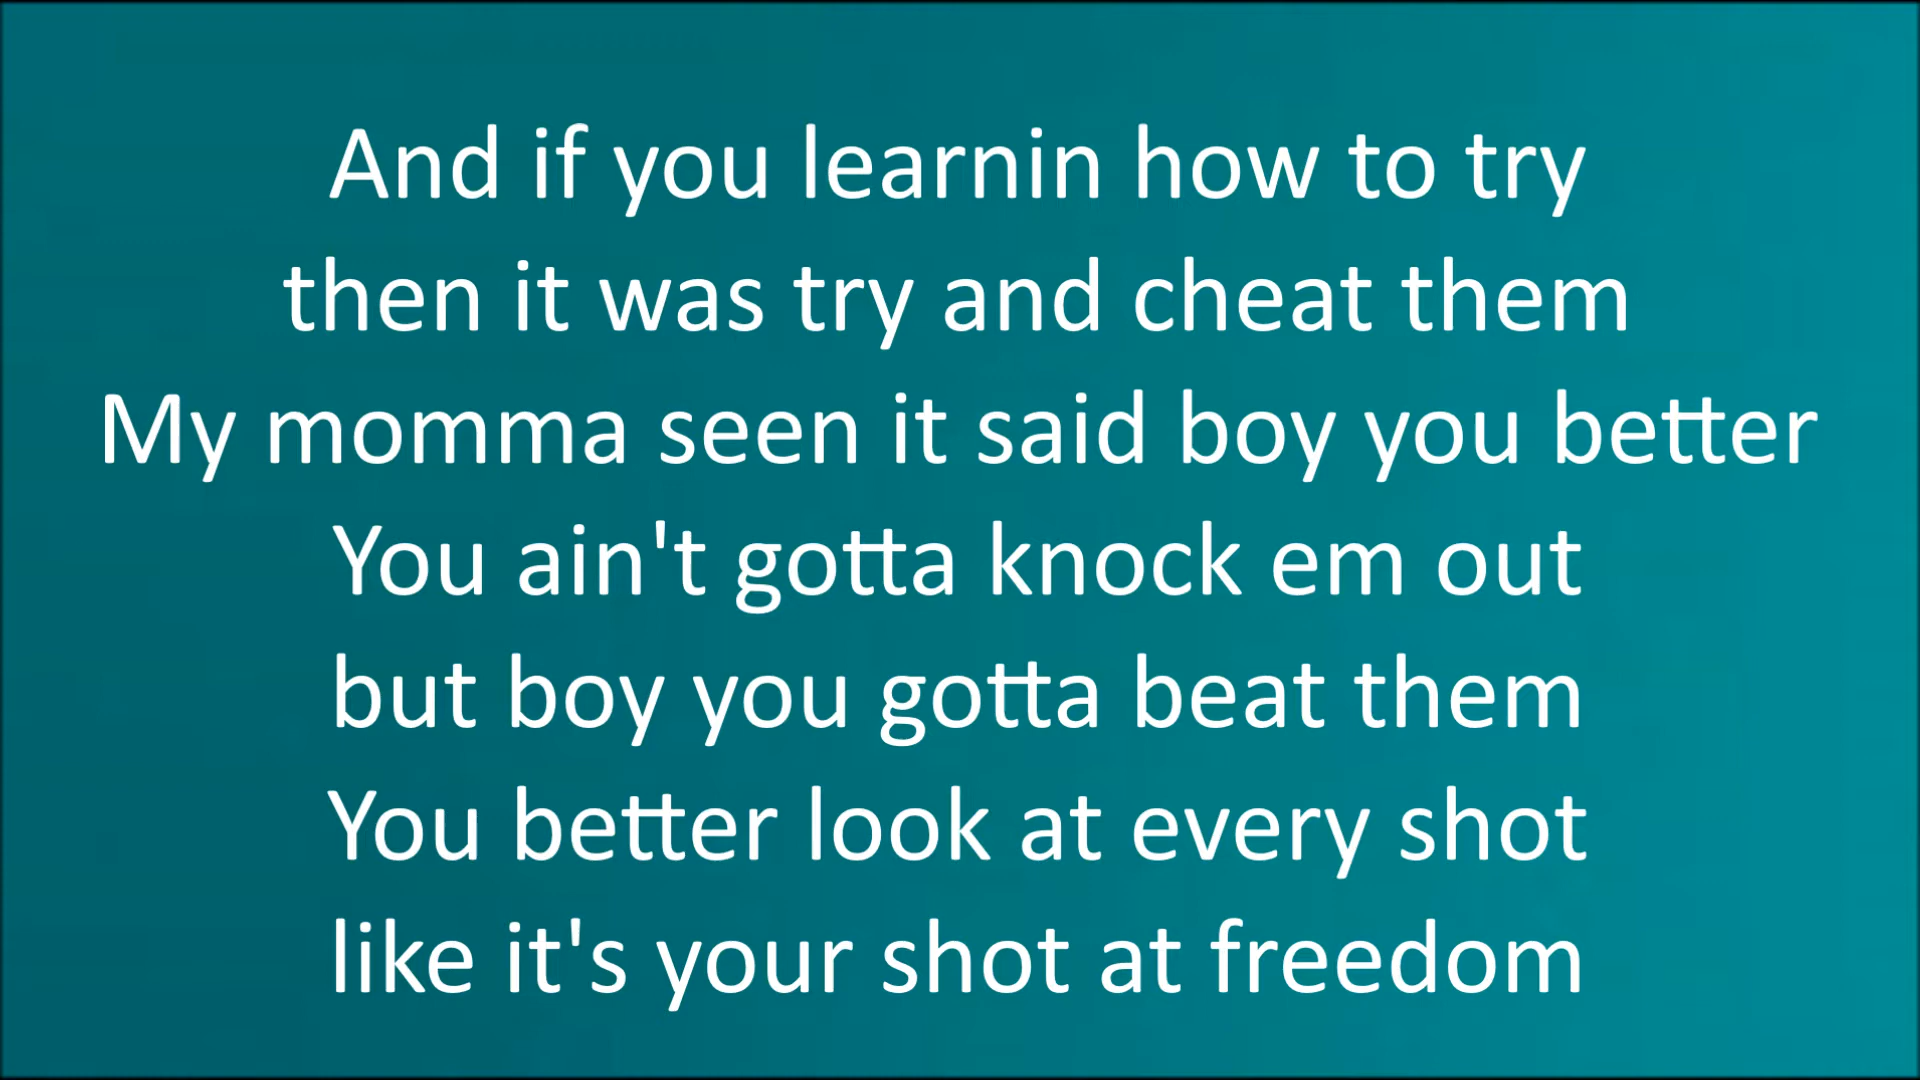 And if you learnin how to try
then it was try and cheat them
My momma seen it said boy you better
You ain't gotta knock em out
but boy you gotta beat them
You better look at every shot
like it's your shot at freedom